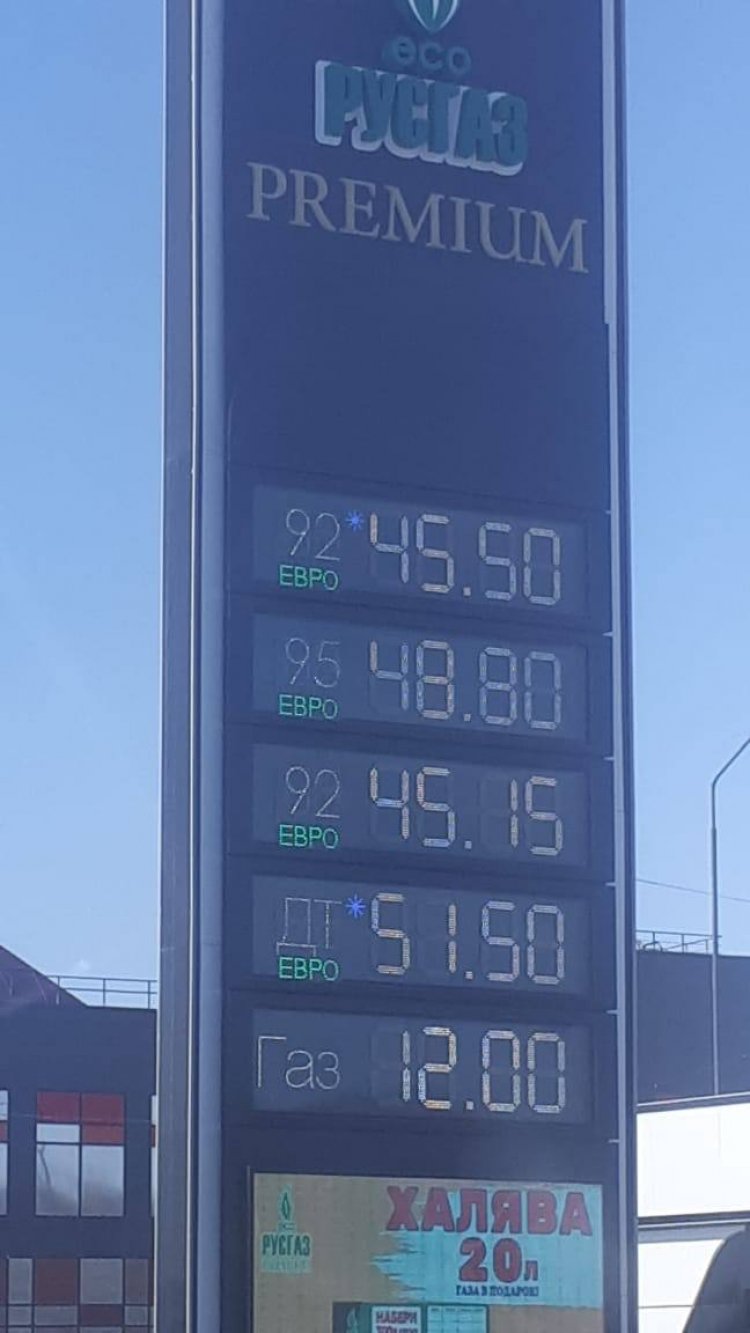 eco
РУСГАЗ
PREMIUM
92* 45.50
ЕВРО
95 48.80
ЕВРО
92 45.15
ЕВРО
ДТ* 51.50
ЕВРО
Газ 12.00
ХАЛЯВА
eco
РУСГАЗ
20л
ГАЗА В ПОДАРОК!
НАБЕРИ